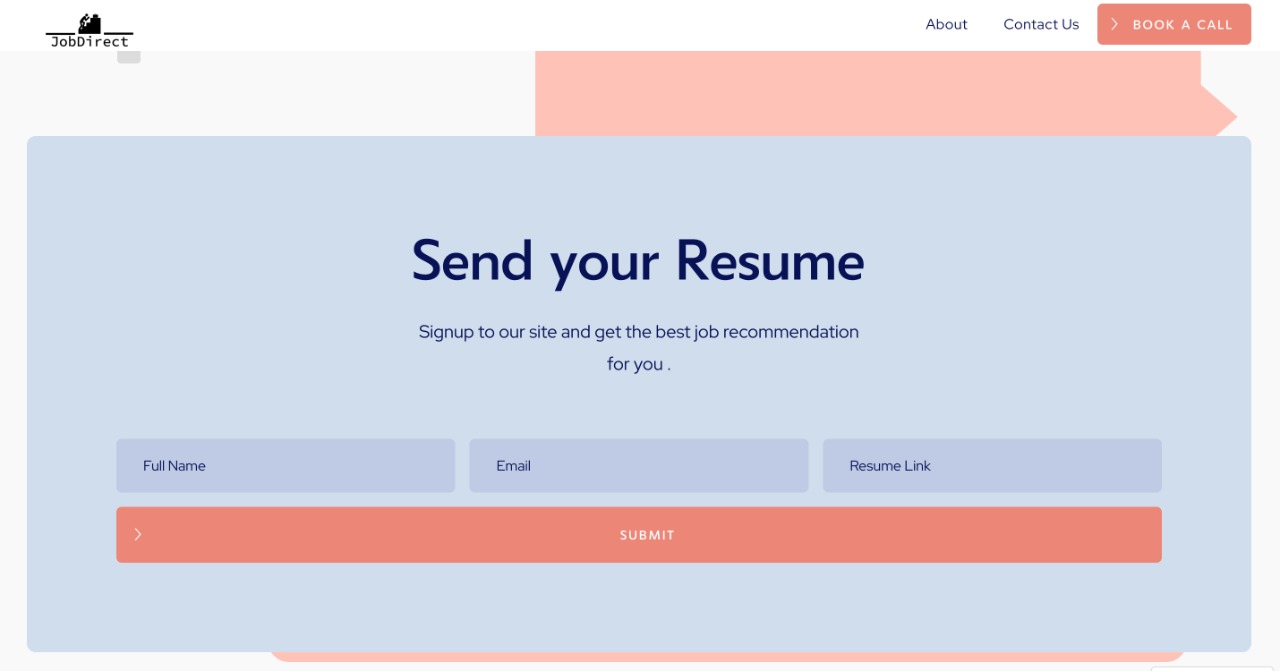 JobDirect
About
Contact Us
BOOK A CALL
Send your Resume
Signup to our site and get the best job recommendation
for you .
Full Name
Email
Resume Link
SUBMIT